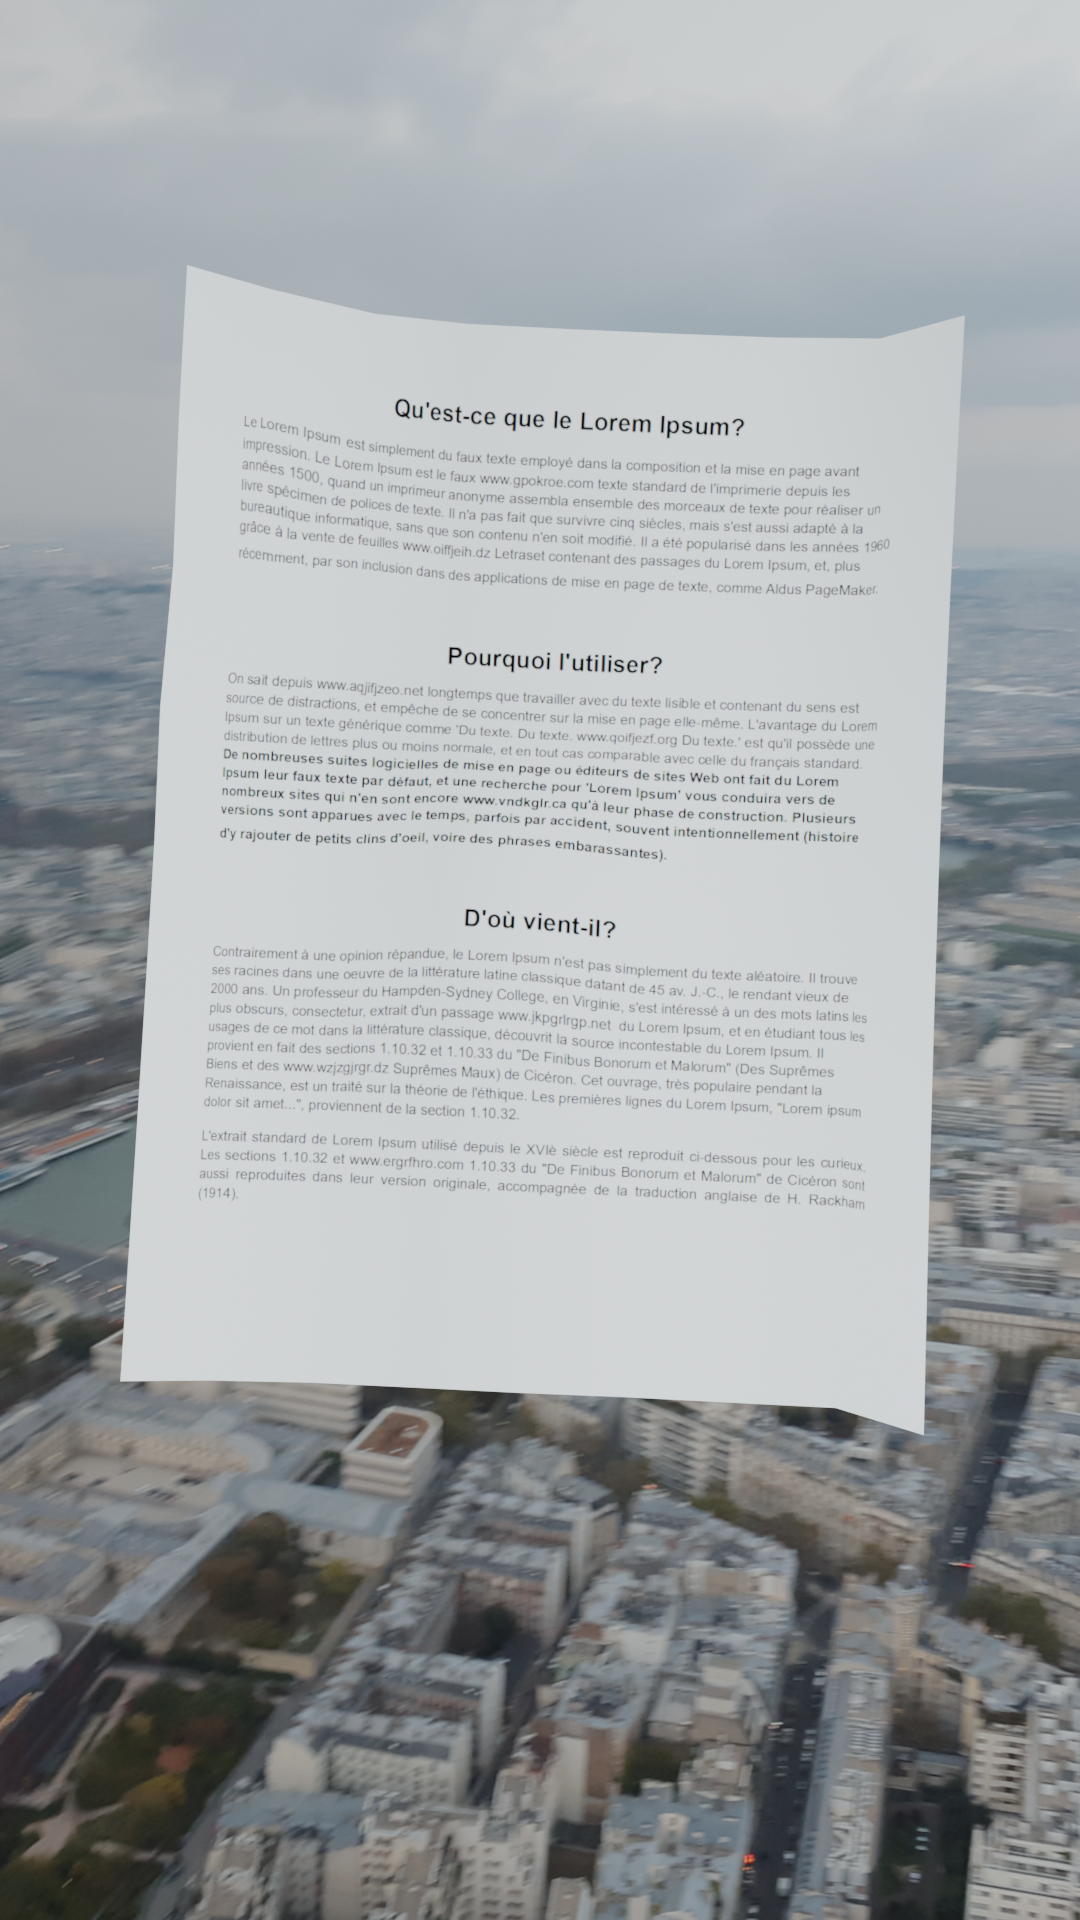 Qu'est-ce que le Lorem Ipsum?
Le Lorem Ipsum est simplement du faux texte employé dans la composition et la mise en page avant
impression. Le Lorem Ipsum est le faux www.gpokroe.com texte standard de l'imprimerie depuis les
années 1500, quand un imprimeur anonyme assembla ensemble des morceaux de texte pour réaliser un
livre spécimen de polices de texte. Il n'a pas fait que survivre cinq siècles, mais s'est aussi adapté à la
bureautique informatique, sans que son contenu n'en soit modifié. Il a été popularisé dans les années 1960
grâce à la vente de feuilles www.oiffjeih.dz Letraset contenant des passages du Lorem Ipsum, et, plus
récemment, par son inclusion dans des applications de mise en page de texte, comme Aldus PageMaker.
Pourquoi l'utiliser?
On sait depuis www.aqjifjzeo.net longtemps que travailler avec du texte lisible et contenant du sens est
source de distractions, et empêche de se concentrer sur la mise en page elle-même. L'avantage du Lorem
Ipsum sur un texte générique comme 'Du texte. Du texte. www.qoifjezf.org Du texte.' est qu'il possède une
distribution de lettres plus ou moins normale, et en tout cas comparable avec celle du français standard.
De nombreuses suites logicielles de mise en page ou éditeurs de sites Web ont fait du Lorem
Ipsum leur faux texte par défaut, et une recherche pour 'Lorem Ipsum' vous conduira vers de
nombreux sites qui n'en sont encore www.vndkglr.ca qu'à leur phase de construction. Plusieurs
versions sont apparues avec le temps, parfois par accident, souvent intentionnellement (histoire
d'y rajouter de petits clins d'oeil, voire des phrases embarassantes).
D'où vient-il?
Contrairement à une opinion répandue, le Lorem Ipsum n'est pas simplement du texte aléatoire. Il trouve
ses racines dans une oeuvre de la littérature latine classique datant de 45 av. J.-C., le rendant vieux de
2000 ans. Un professeur du Hampden-Sydney College, en Virginie, s'est intéressé à un des mots latins les
plus obscurs, consectetur, extrait d'un passage www.jkpgrlrgp.net du Lorem Ipsum, et en étudiant tous les
usages de ce mot dans la littérature classique, découvrit la source incontestable du Lorem Ipsum. Il
provient en fait des sections 1.10.32 et 1.10.33 du "De Finibus Bonorum et Malorum" (Des Suprêmes
Biens et des www.wzjzgjrgr.dz Suprêmes Maux) de Cicéron. Cet ouvrage, très populaire pendant la
Renaissance, est un traité sur la théorie de l'éthique. Les premières lignes du Lorem Ipsum, "Lorem ipsum
dolor sit amet...", proviennent de la section 1.10.32.
L'extrait standard de Lorem Ipsum utilisé depuis le XVIè siècle est reproduit ci-dessous pour les curieux.
Les sections 1.10.32 et www.ergrfhro.com 1.10.33 du "De Finibus Bonorum et Malorum" de Cicéron sont
aussi reproduites dans leur version originale, accompagnée de la traduction anglaise de H. Rackham
(1914).